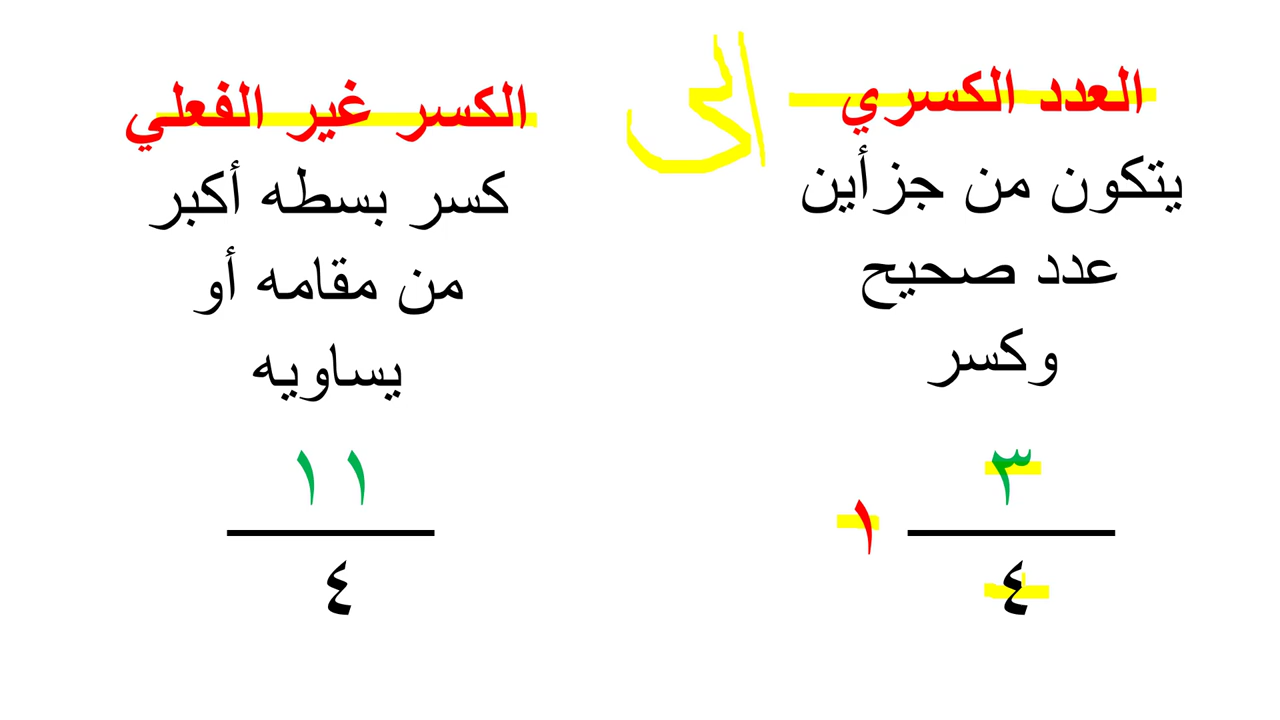 العدد الكسري
يتكون من جزأين
عدد صحيح
وكسر
٣
١
٤
إلى
الكسر غير الفعلي
كسر بسطه أكبر
من مقامه أو
يساويه
١١
٤